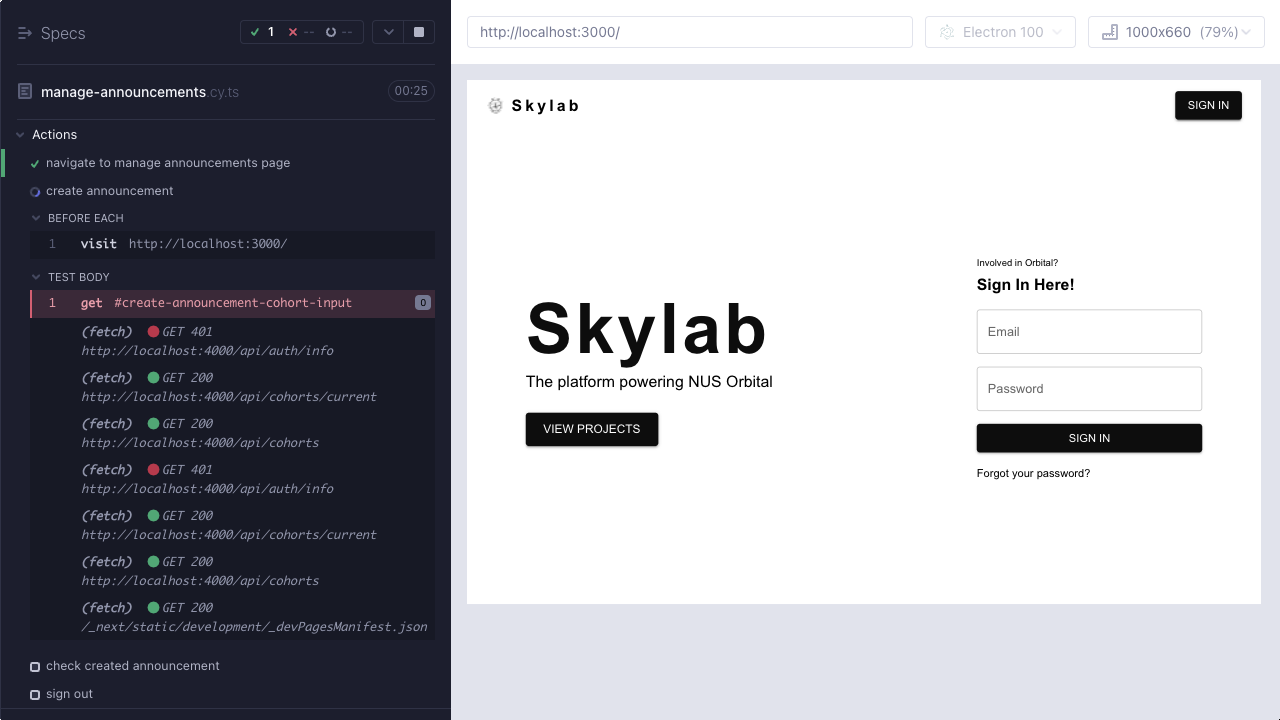 Specs
1
--
--
manage-announcements.cy.ts
00:25
Actions
navigate to manage announcements page
create announcement
BEFORE EACH
1 visit http://localhost:3000/
TEST BODY
1 get #create-announcement-cohort-input 0
(fetch) GET 401
http://localhost:4000/api/auth/info
(fetch) GET 200
http://localhost:4000/api/cohorts/current
(fetch) GET 200
http://localhost:4000/api/cohorts
(fetch) GET 401
http://localhost:4000/api/auth/info
(fetch) GET 200
http://localhost:4000/api/cohorts/current
(fetch) GET 200
http://localhost:4000/api/cohorts
(fetch) GET 200
/_next/static/development/_devPagesManifest.json
check created announcement
sign out
http://localhost:3000/
Electron 100
1000x660 (79%)
Skylab
SIGN IN
Skylab
The platform powering NUS Orbital
VIEW PROJECTS
Involved in Orbital?
Sign In Here!
Email
Password
SIGN IN
Forgot your password?